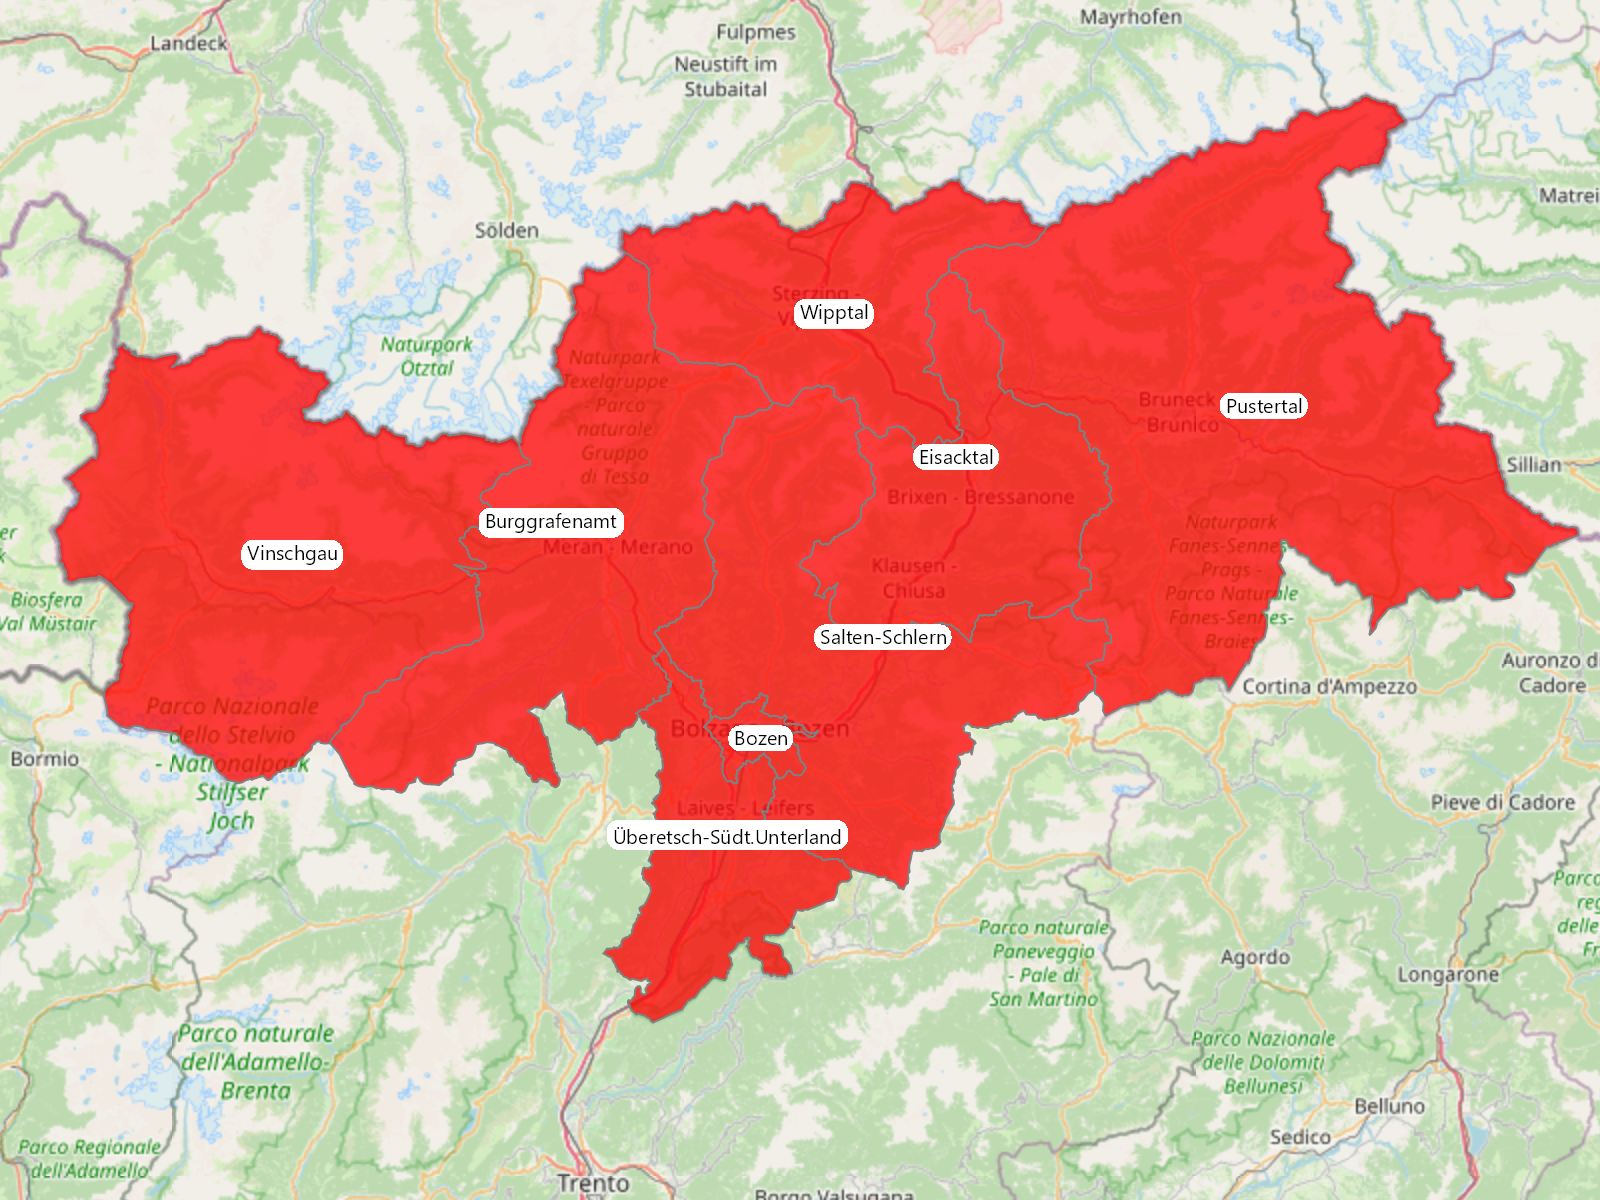 Mayrhofen
Fulpmes
Landeck
Neustift im
Stubaital
Matrei
Sölden
Sterzing -
Wipptal
Naturpark
Ötztal
Naturpark
Texelgruppe
- Parco
naturale
Gruppo
di Tessa
Bruneck
Brunico
Pustertal
Eisacktal
Sillian
Brixen - Bressanone
Burggrafenamt
Meran - Merano
Vinschgau
Naturpark
Fanes-Sennes-
Prags -
Parco Naturale
Fanes-Sennes-
Braies
Klausen -
Chiusa
Biosfera
Val Müstair
Salten-Schlern
Auronzo di
Cadore
Cortina d'Ampezzo
Parco Nazionale
dello Stelvio
- Nationalpark
Stilfser
Joch
Bormio
Bozen
Pieve di Cadore
Laives - Leifers
Überetsch-Südt.Unterland
Parco naturale
Paneveggio
- Pale di
San Martino
Agordo
Longarone
Parco naturale
dell'Adamello-
Brenta
Parco Nazionale
delle Dolomiti
Bellunesi
Belluno
Sedico
Parco Regionale
dell'Adamello
Trento
Borgo Valsugana